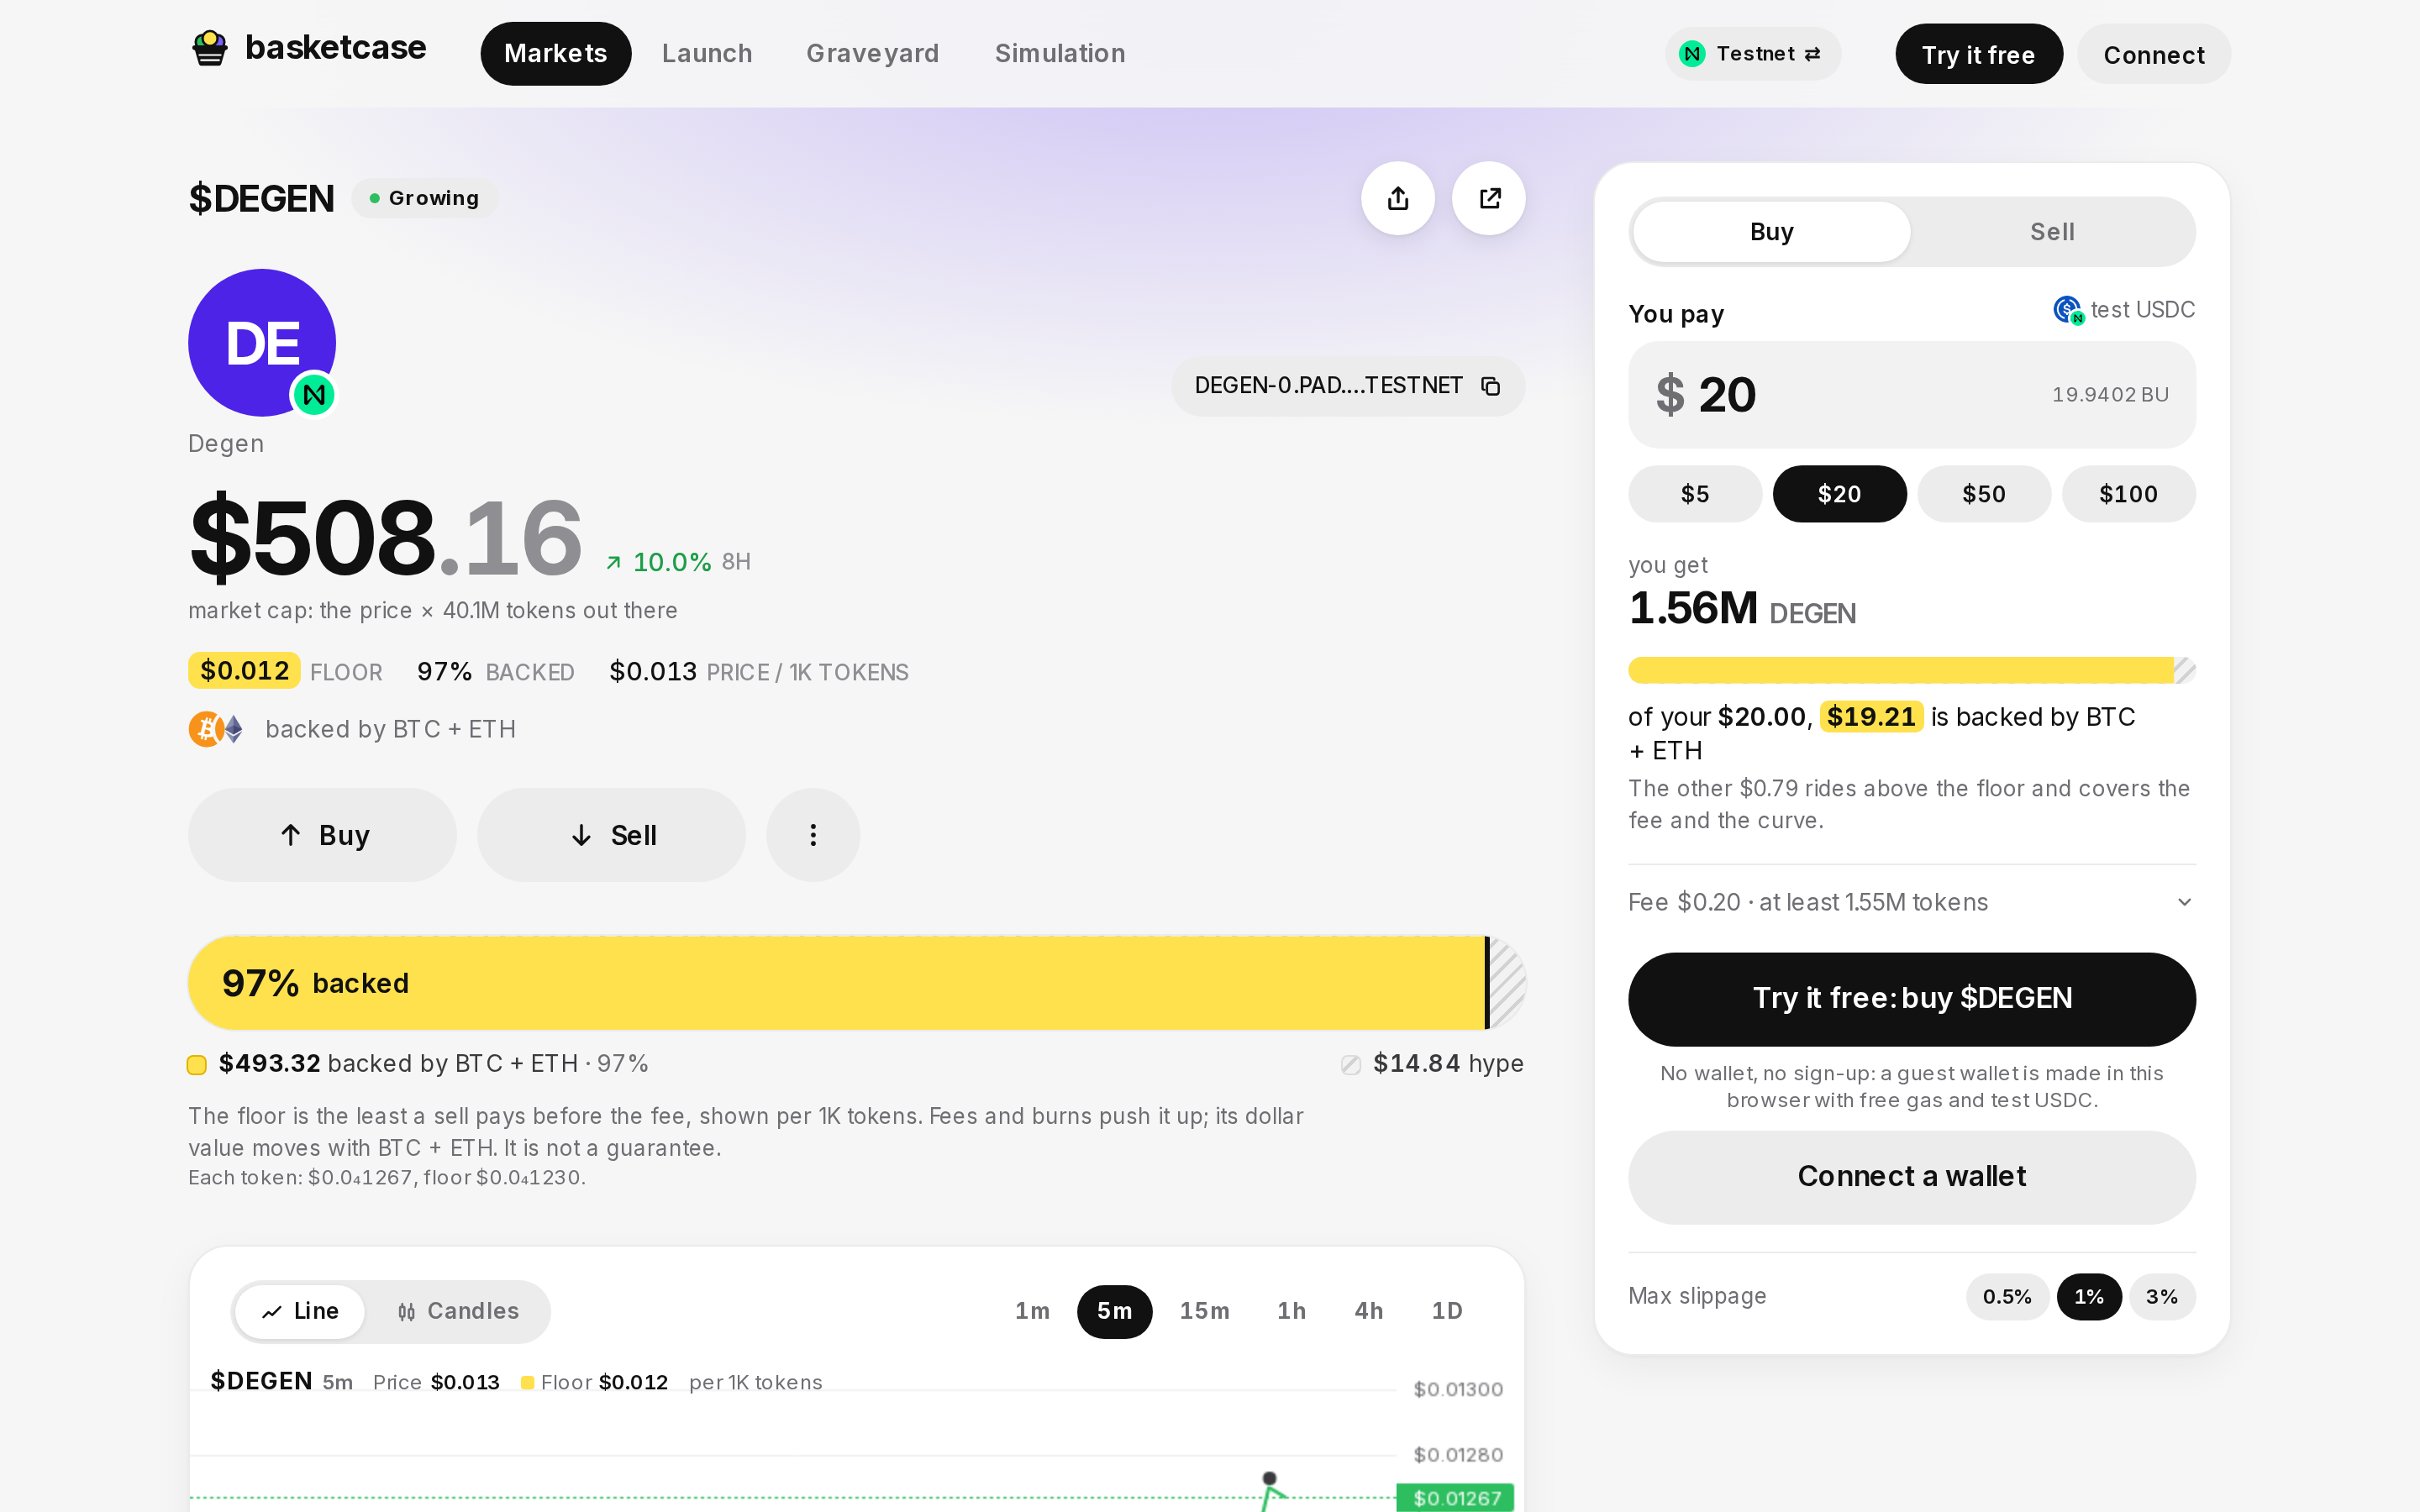 basketcase
Markets
Launch
Graveyard
Simulation
Testnet
Try it free
Connect
$DEGEN
Growing
DE
DEGEN-0.PAD....TESTNET
Degen
$508.16
10.0% 8H
market cap: the price × 40.1M tokens out there
$0.012 FLOOR 97% BACKED $0.013 PRICE / 1K TOKENS
backed by BTC + ETH
Buy
Sell
97% backed
$493.32 backed by BTC + ETH · 97%
$14.84 hype
The floor is the least a sell pays before the fee, shown per 1K tokens. Fees and burns push it up; its dollar
value moves with BTC + ETH. It is not a guarantee.
Each token: $0.0₄1267, floor $0.0₄1230.
Line
Candles
1m
5m
15m
1h
4h
1D
$DEGEN 5m Price $0.013 Floor $0.012 per 1K tokens
$0.01300
$0.01280
$0.01267
Buy
Sell
You pay
test USDC
$ 20
19.9402 BU
$5
$20
$50
$100
you get
1.56M DEGEN
of your $20.00, $19.21 is backed by BTC
+ ETH
The other $0.79 rides above the floor and covers the
fee and the curve.
Fee $0.20 · at least 1.55M tokens
Try it free: buy $DEGEN
No wallet, no sign-up: a guest wallet is made in this
browser with free gas and test USDC.
Connect a wallet
Max slippage
0.5%
1%
3%